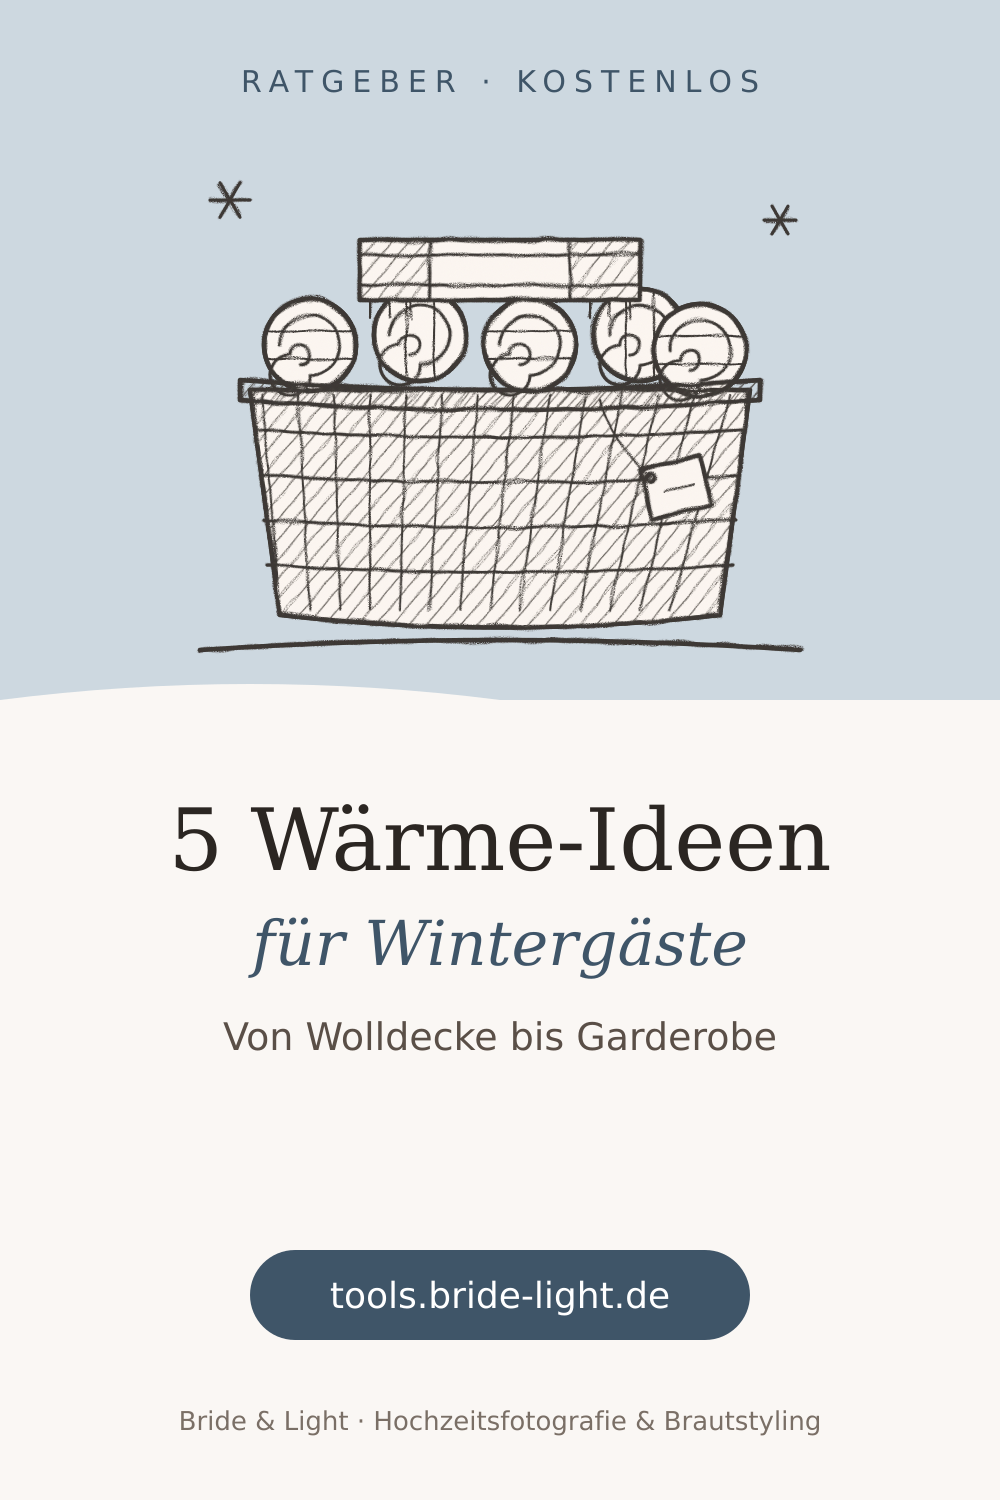 RATGEBER · KOSTENLOS
5 Wärme-Ideen
für Wintergäste
Von Wolldecke bis Garderobe
tools.bride-light.de
Bride & Light · Hochzeitsfotografie & Brautstyling